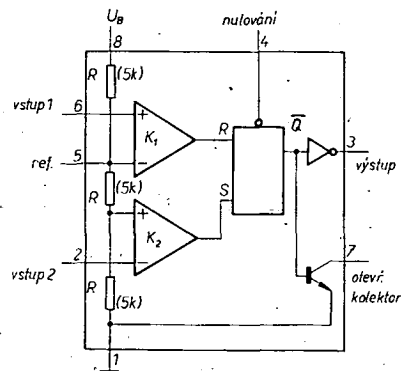 U_B
nulování
8
4
R
(5k)
vstup 1
6
K₁
R
Q̅
ref.
5
3
výstup
R
(5k)
S
K₂
7
vstup 2
2
otevř.
kolektor
R
(5k)
1